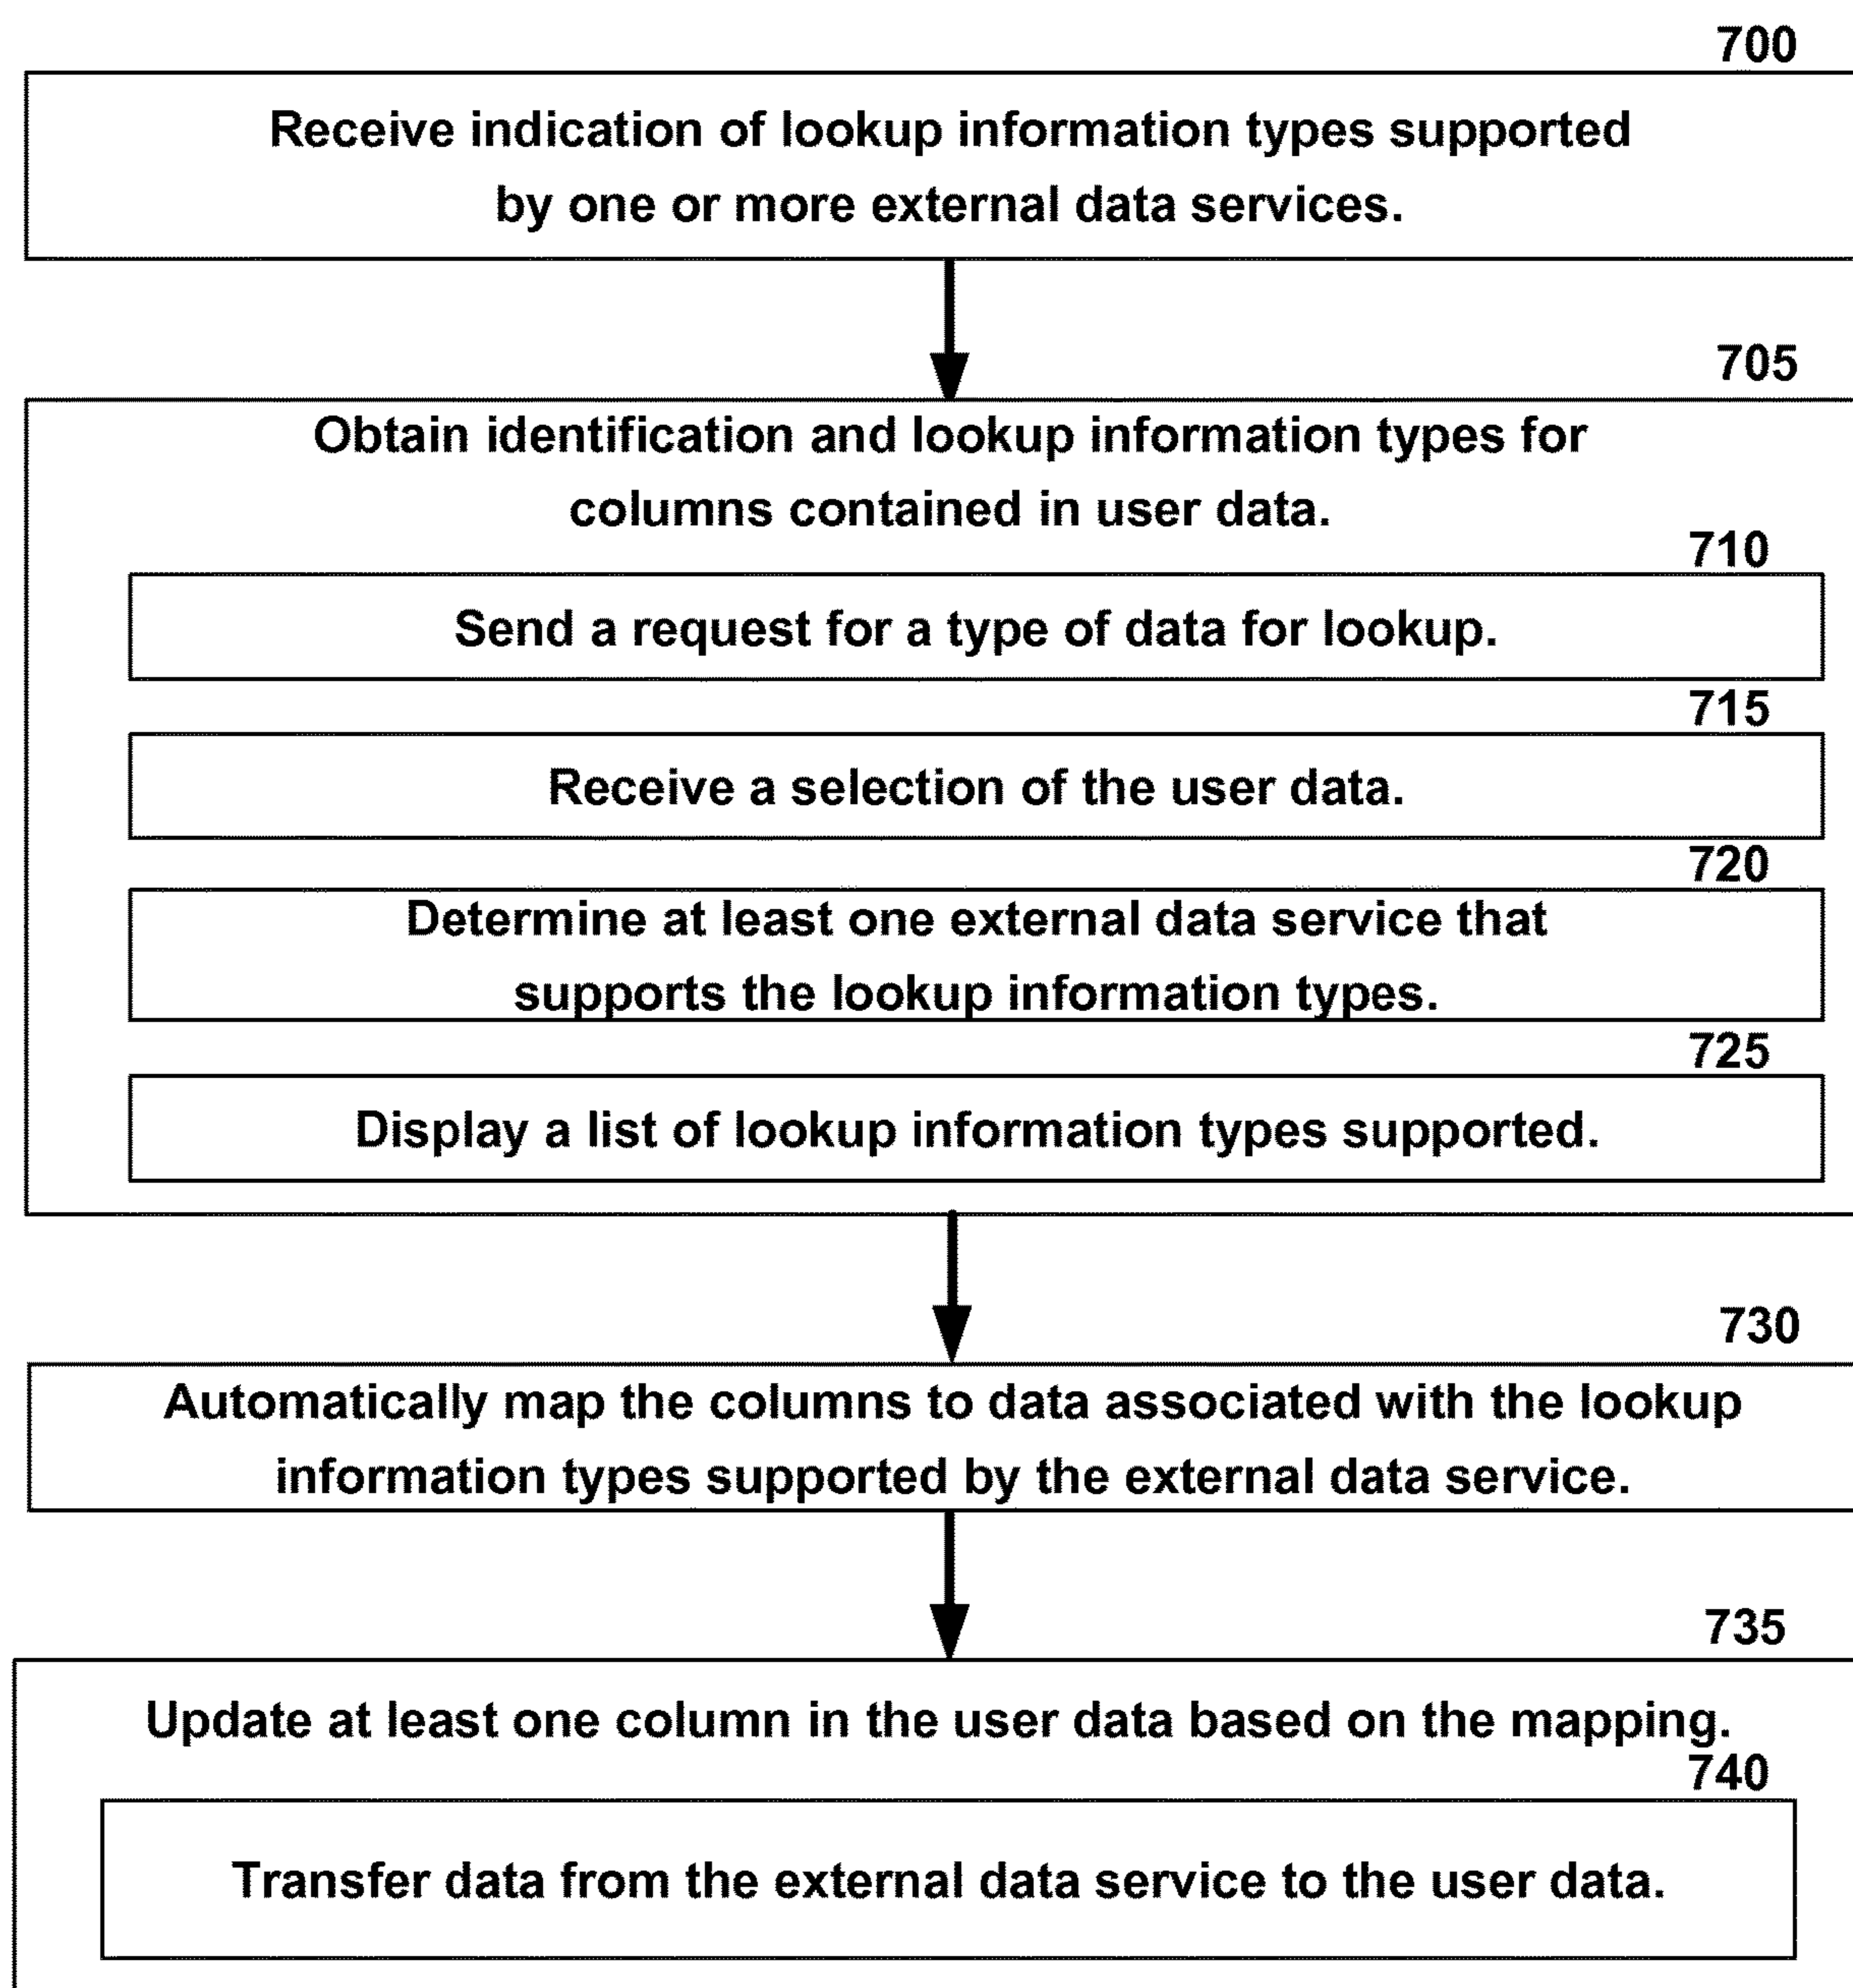 700
Receive indication of lookup information types supported
by one or more external data services.
705
Obtain identification and lookup information types for
columns contained in user data.
710
Send a request for a type of data for lookup.
715
Receive a selection of the user data.
720
Determine at least one external data service that
supports the lookup information types.
725
Display a list of lookup information types supported.
730
Automatically map the columns to data associated with the lookup
information types supported by the external data service.
735
Update at least one column in the user data based on the mapping.
740
Transfer data from the external data service to the user data.